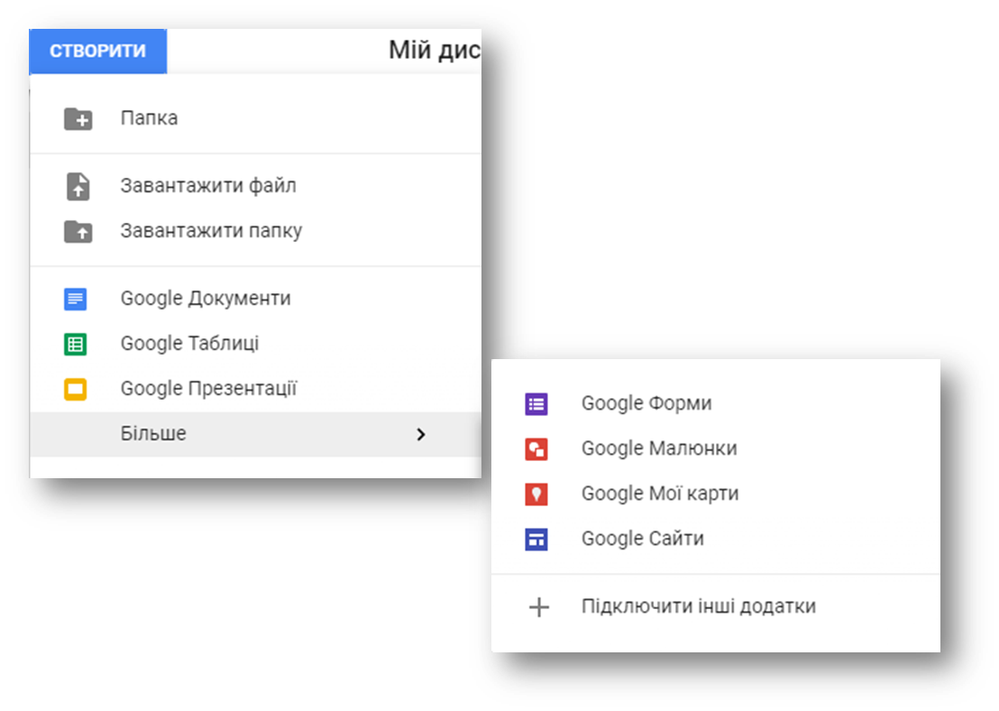 СТВОРИТИ
Мій дис
Папка
Завантажити файл
Завантажити папку
Google Документи
Google Таблиці
Google Презентації
Більше
Google Форми
Google Малюнки
Google Мої карти
Google Сайти
Підключити інші додатки